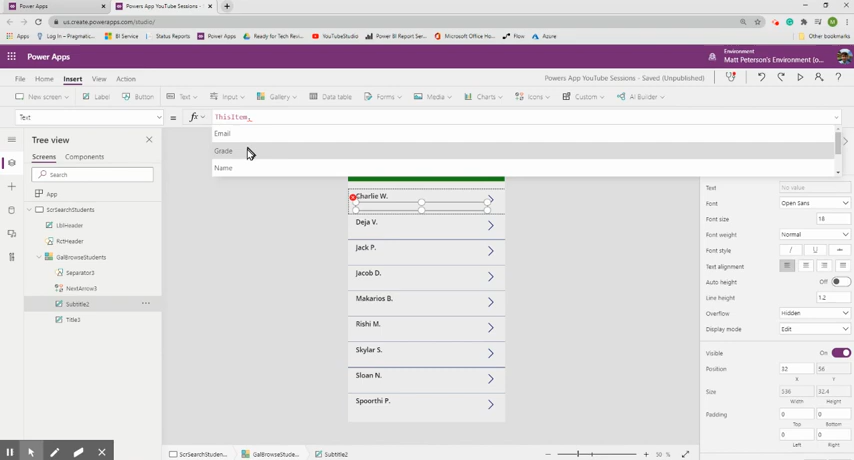 Power Apps
Powers App YouTube Sessions -
us.create.powerapps.com/studio/
Apps
Log In ‹ Pragmatic...
BI Service
Status Reports
Power Apps
Ready for Tech Rev...
YouTubeStudio
Power BI Report Ser...
Microsoft Office Ho...
Flow
Azure
Other bookmarks
Power Apps
Environment
Matt Peterson's Environment (o...
File Home Insert View Action
Powers App YouTube Sessions - Saved (Unpublished)
New screen
Label
Button
Text
Input
Gallery
Data table
Forms
Media
Charts
Icons
Custom
AI Builder
Text
=
fx
ThisItem.
Email
Grade
Name
Tree view
Screens Components
Search
App
ScrSearchStudents
LblHeader
RctHeader
GalBrowseStudents
Separator3
NextArrow3
Subtitle2
Title3
Charlie W.
Deja V.
Jack P.
Jacob D.
Makarios B.
Rishi M.
Skylar S.
Sloan N.
Spoorthi P.
Text No value
Font Open Sans
Font size 18
Font weight Normal
Font style / U
Text alignment
Auto height Off
Line height 1.2
Overflow Hidden
Display mode Edit
Visible On
Position 32 56
X Y
Size 536 32.4
Width Height
Padding 0 0
Top Bottom
0 0
Left Right
ScrSearchStuden...
GalBrowseStude...
Subtitle2
50 %